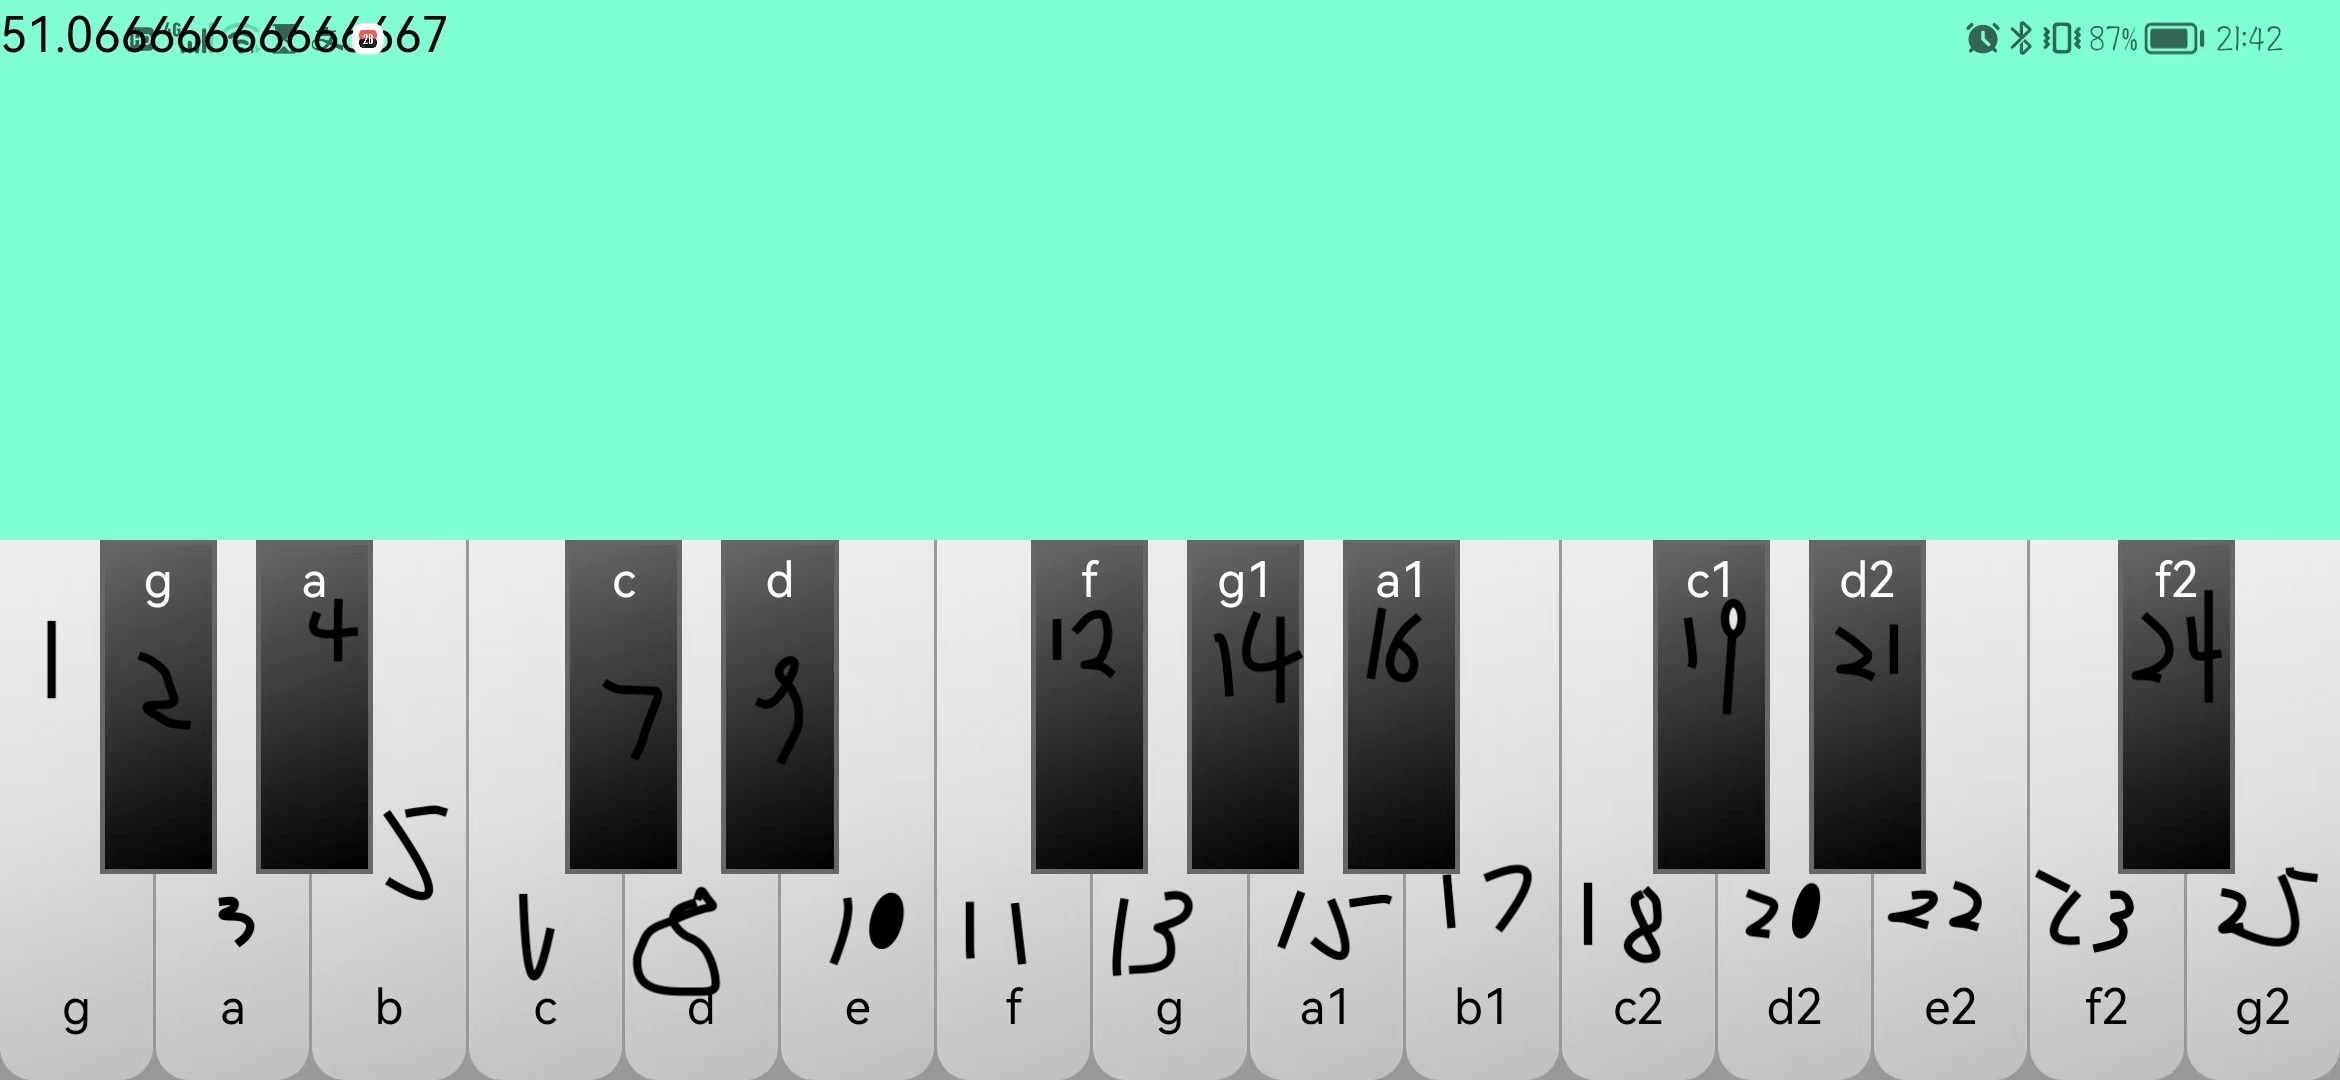 51.066666666666667 87% 21:42
g a c d f g1 a1 c1 d2 f2
1 2 4 7 9 12 14 16 19 21 24
3 5 6 8 10 11 13 15 17 18 20 22 23 25
g a b c d e f g a1 b1 c2 d2 e2 f2 g2